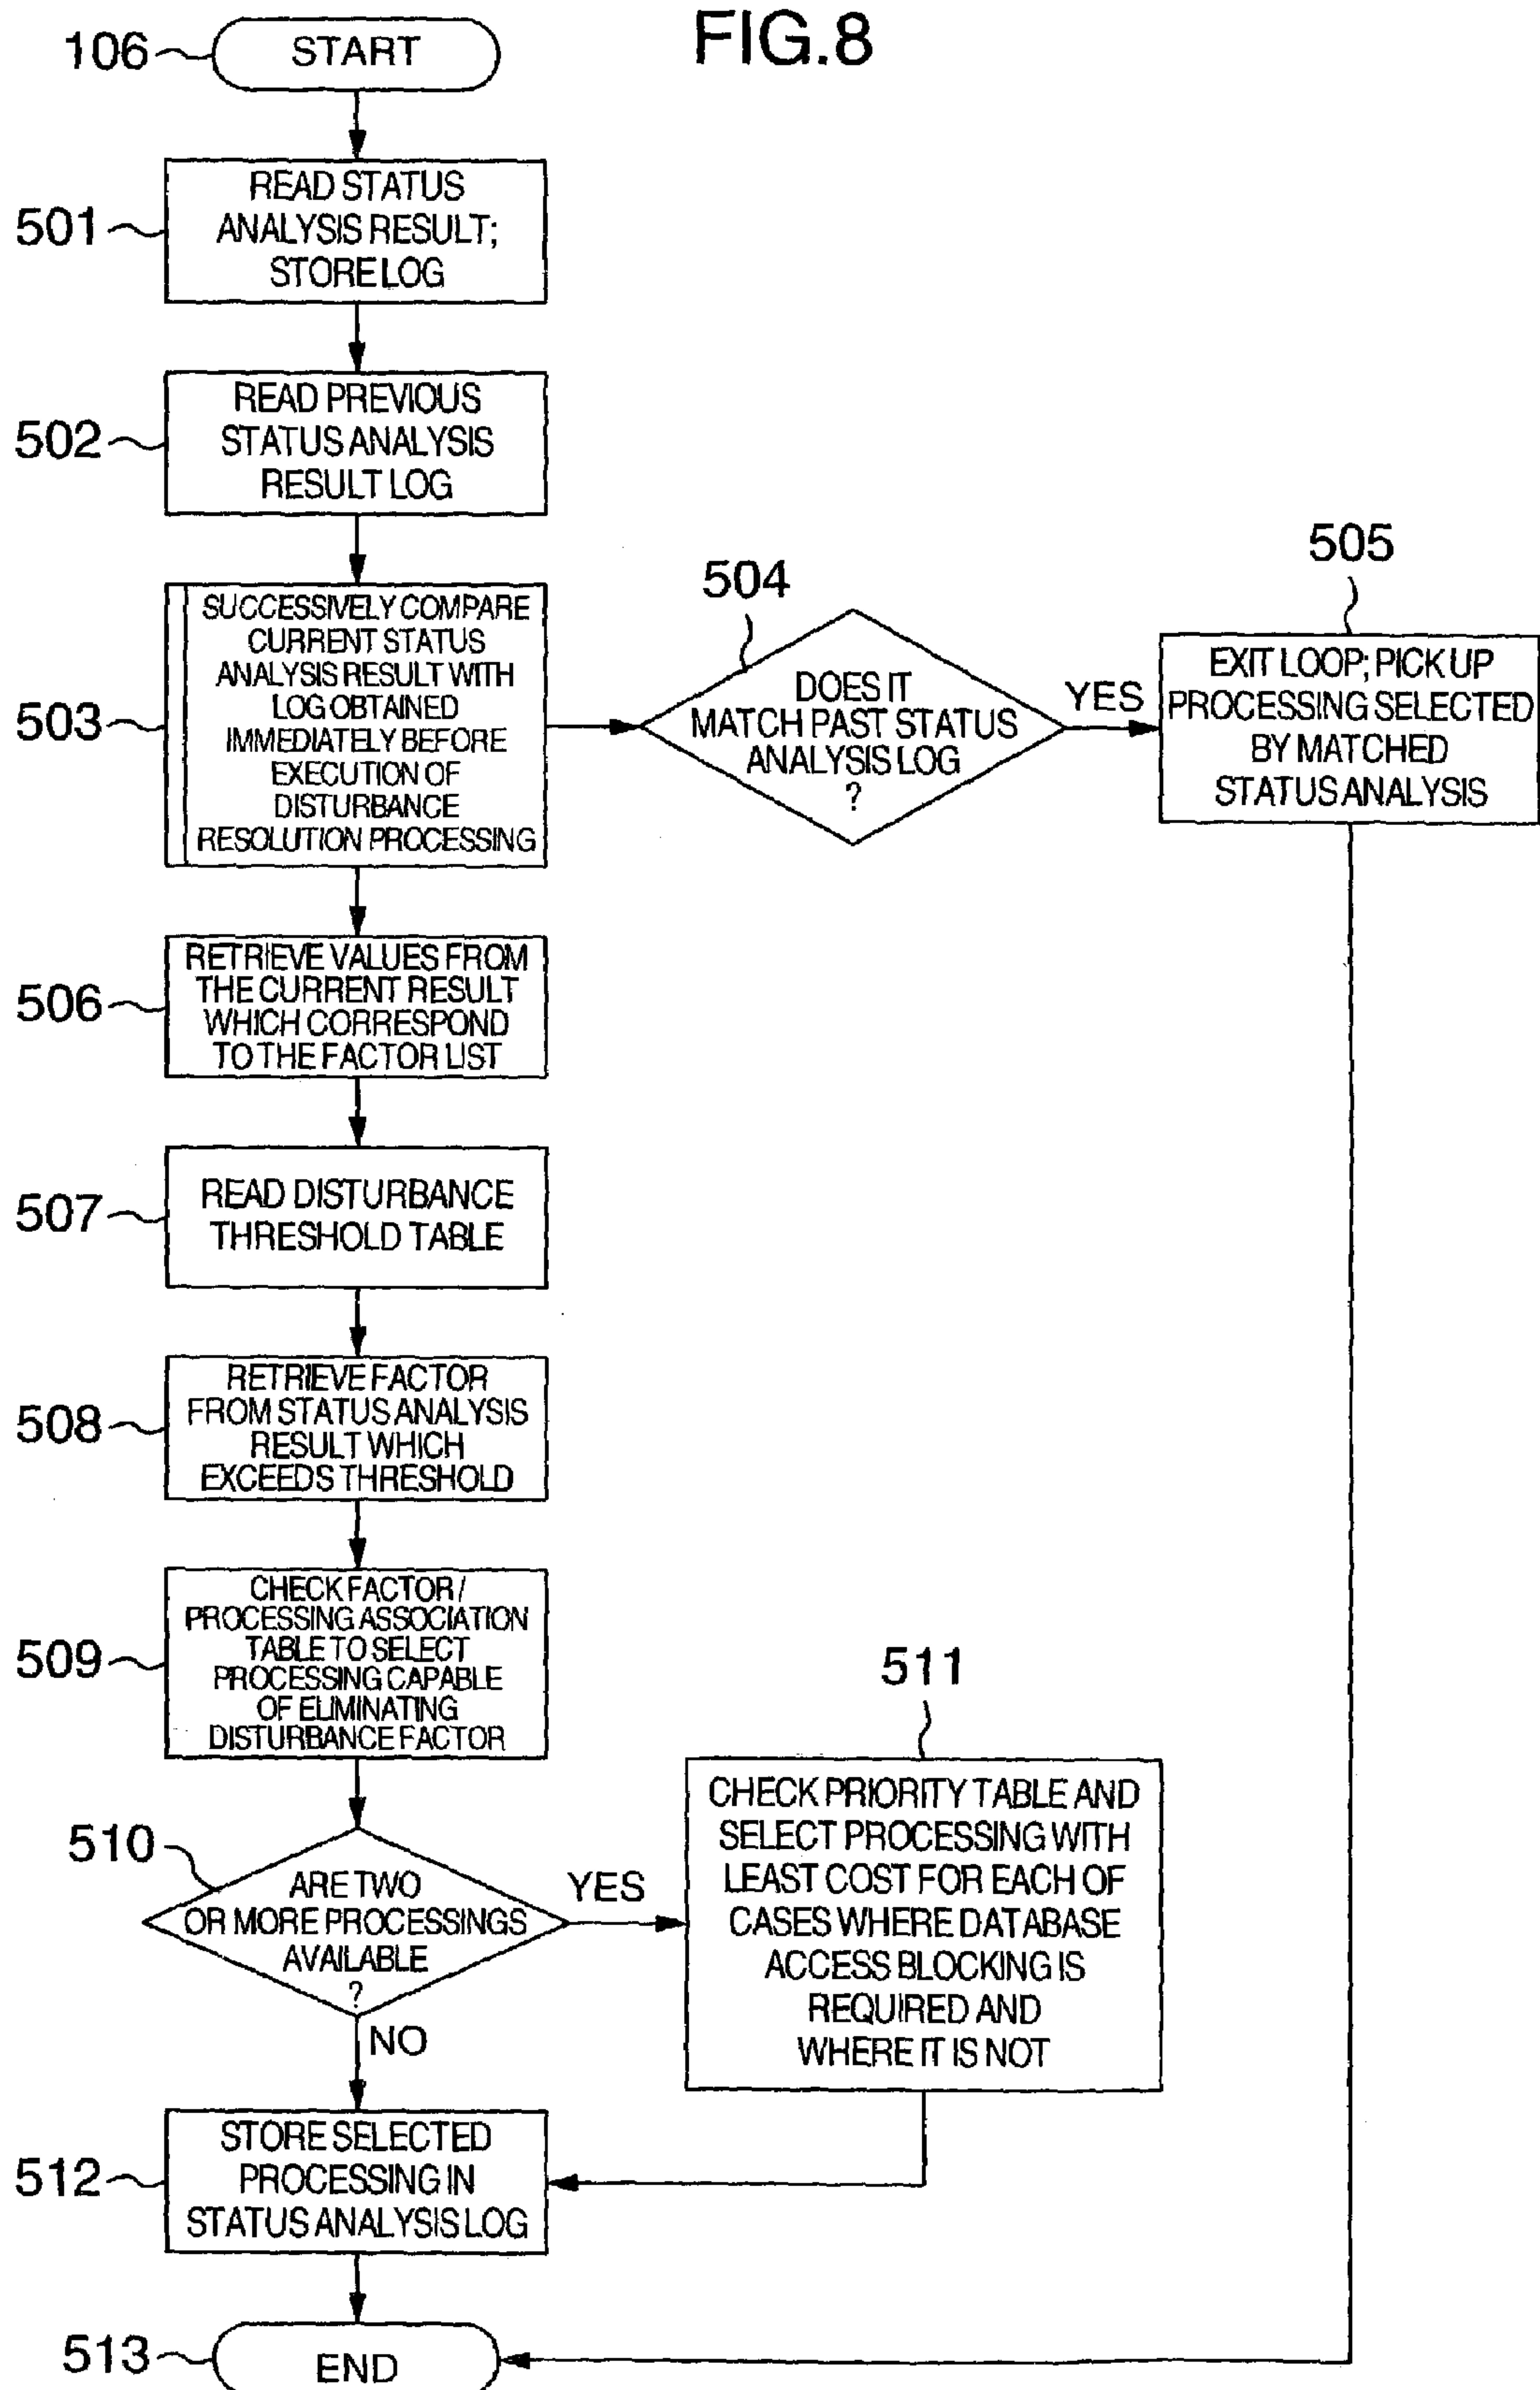 FIG.8
106
START
501
READ STATUS
ANALYSIS RESULT;
STORE LOG
502
READ PREVIOUS
STATUS ANALYSIS
RESULT LOG
503
SUCCESSIVELY COMPARE
CURRENT STATUS
ANALYSIS RESULT WITH
LOG OBTAINED
IMMEDIATELY BEFORE
EXECUTION OF
DISTURBANCE
RESOLUTION PROCESSING
504
DOES IT
MATCH PAST STATUS
ANALYSIS LOG
?
YES
505
EXIT LOOP; PICK UP
PROCESSING SELECTED
BY MATCHED
STATUS ANALYSIS
506
RETRIEVE VALUES FROM
THE CURRENT RESULT
WHICH CORRESPOND
TO THE FACTOR LIST
507
READ DISTURBANCE
THRESHOLD TABLE
508
RETRIEVE FACTOR
FROM STATUS ANALYSIS
RESULT WHICH
EXCEEDS THRESHOLD
509
CHECK FACTOR /
PROCESSING ASSOCIATION
TABLE TO SELECT
PROCESSING CAPABLE
OF ELIMINATING
DISTURBANCE FACTOR
510
ARE TWO
OR MORE PROCESSINGS
AVAILABLE
?
YES
NO
511
CHECK PRIORITY TABLE AND
SELECT PROCESSING WITH
LEAST COST FOR EACH OF
CASES WHERE DATABASE
ACCESS BLOCKING IS
REQUIRED AND
WHERE IT IS NOT
512
STORE SELECTED
PROCESSING IN
STATUS ANALYSIS LOG
513
END